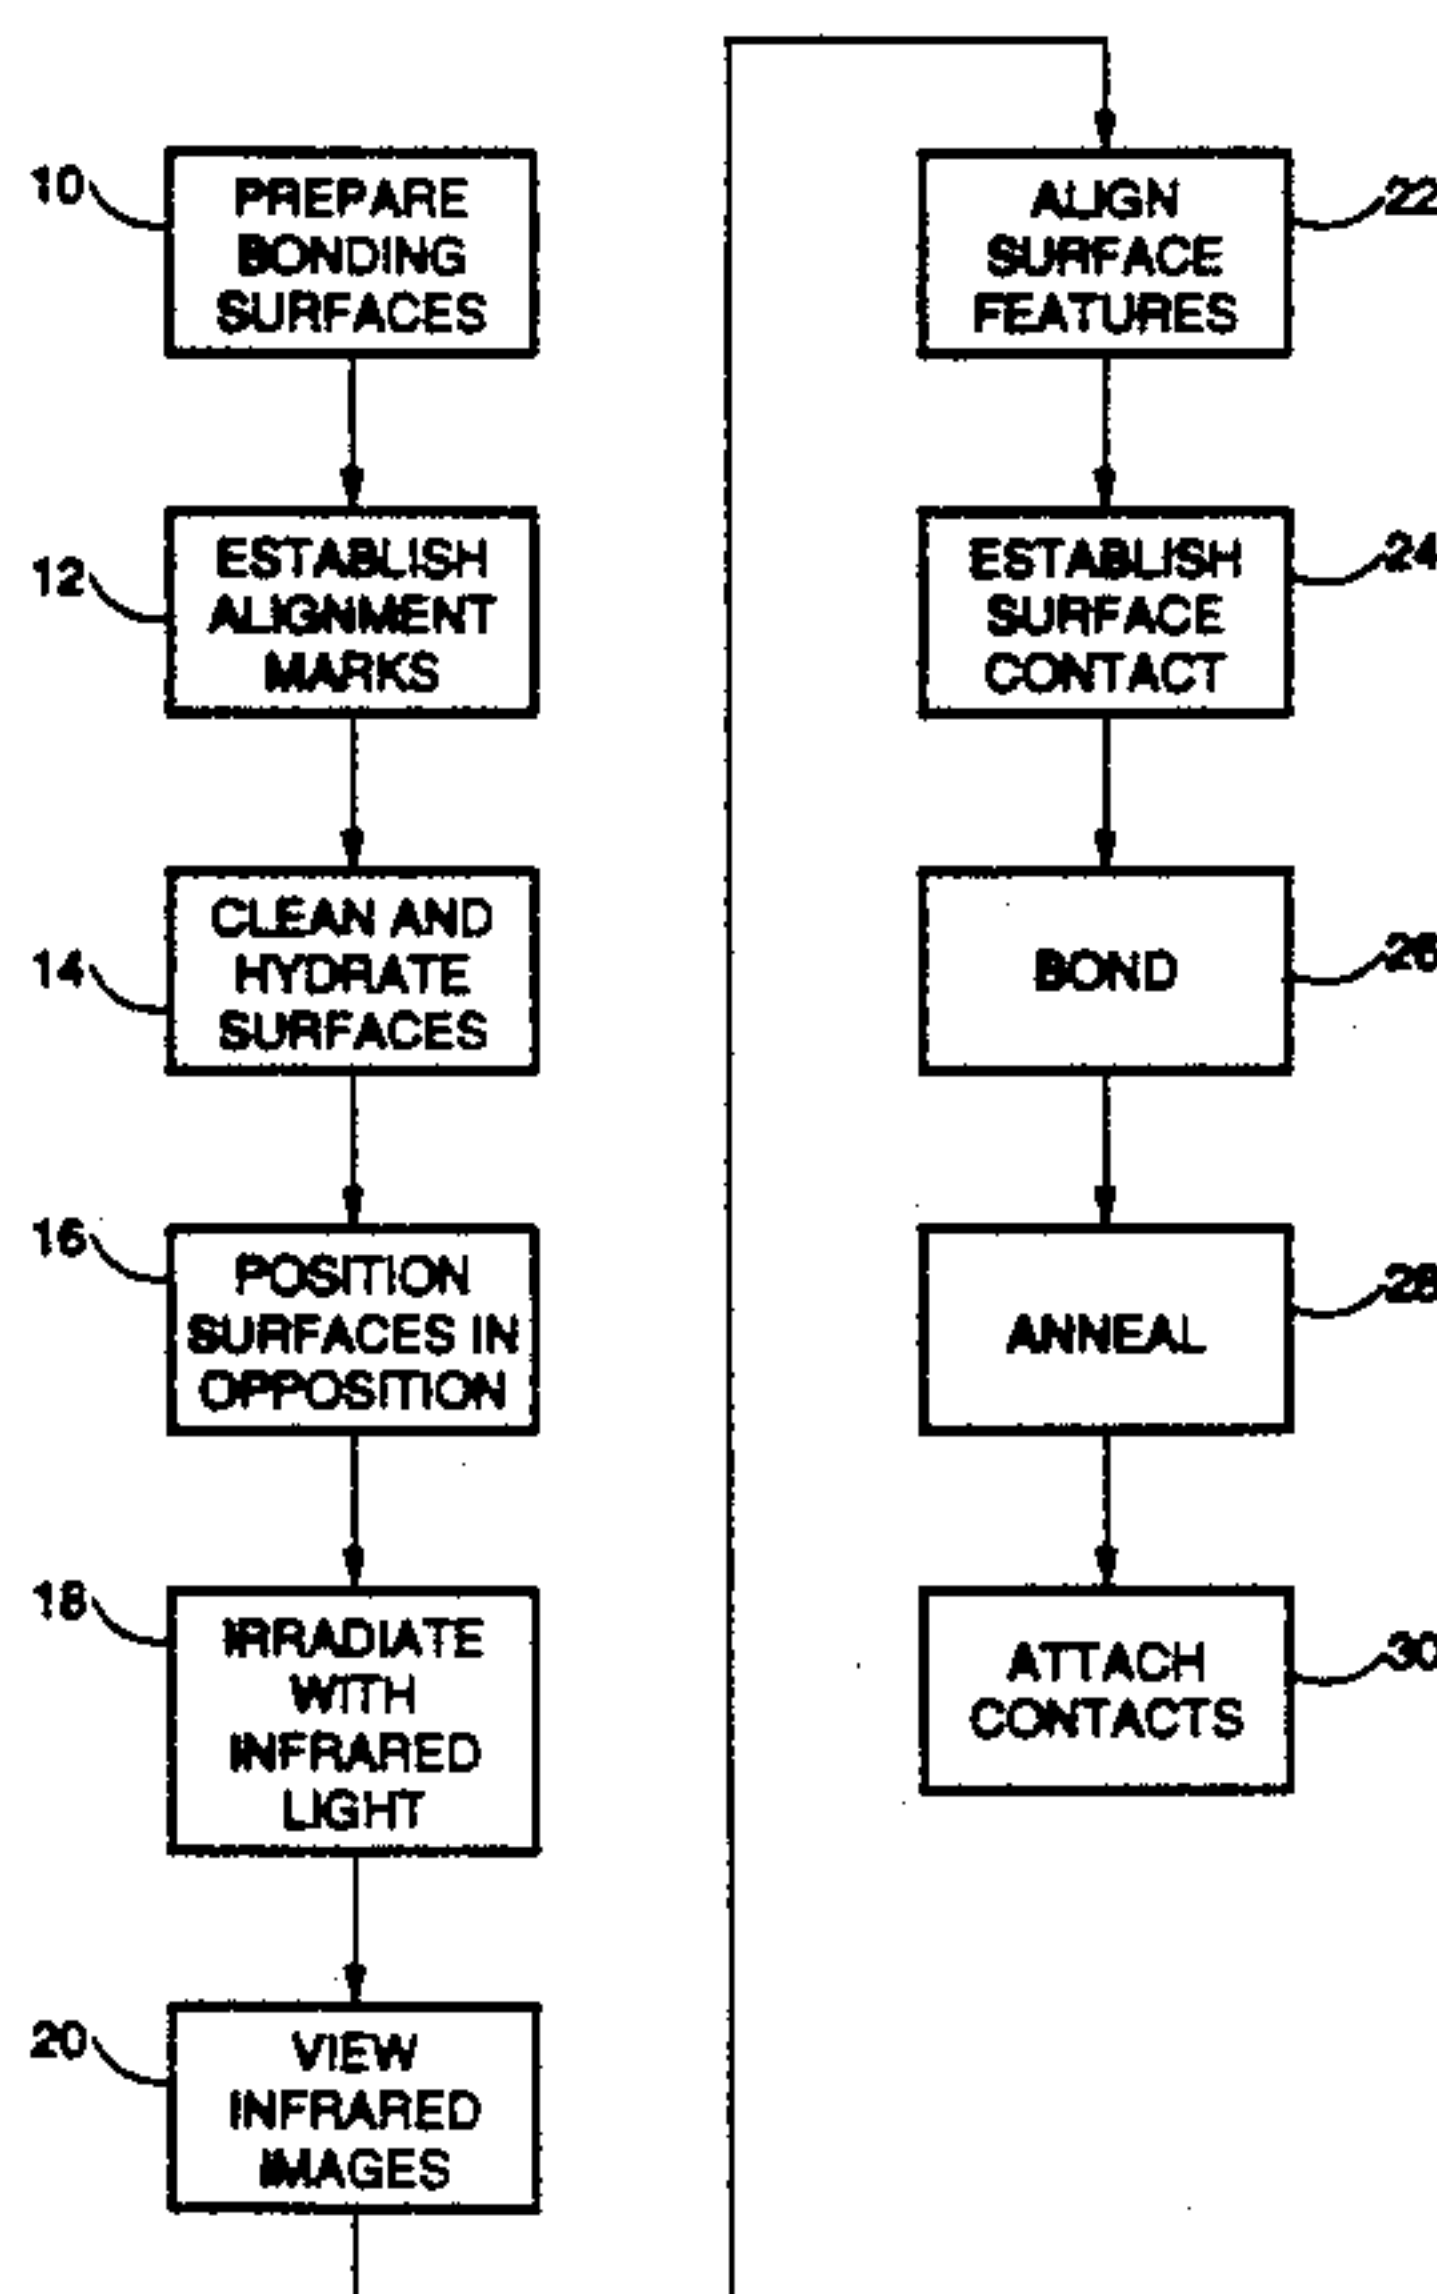 10
PREPARE
BONDING
SURFACES
12
ESTABLISH
ALIGNMENT
MARKS
14
CLEAN AND
HYDRATE
SURFACES
16
POSITION
SURFACES IN
OPPOSITION
18
IRRADIATE
WITH
INFRARED
LIGHT
20
VIEW
INFRARED
IMAGES
22
ALIGN
SURFACE
FEATURES
24
ESTABLISH
SURFACE
CONTACT
26
BOND
28
ANNEAL
30
ATTACH
CONTACTS